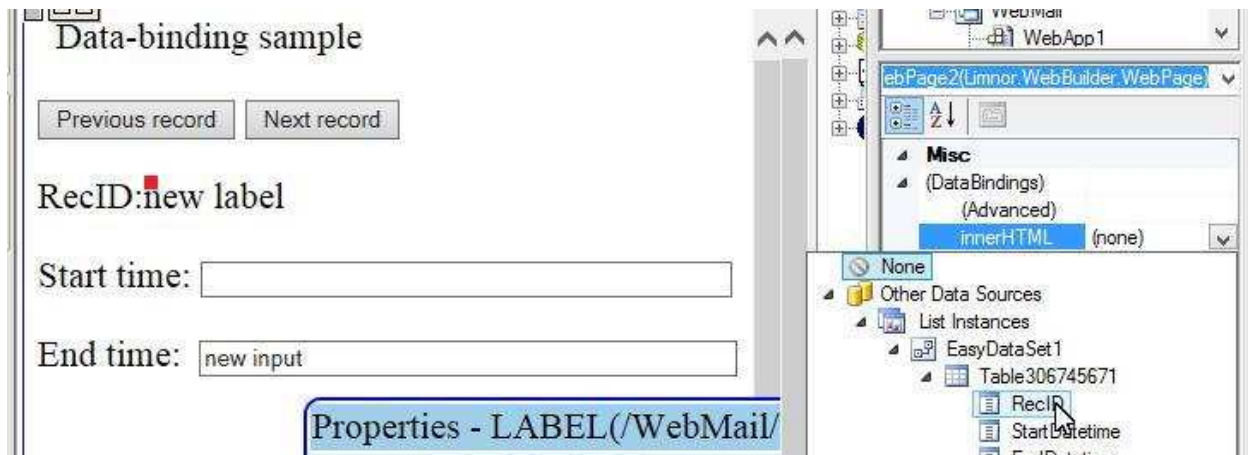 Data-binding sample
Previous record Next record
RecID:new label
Start time:
End time: new input
Properties - LABEL(/WebMail/
WebMail
WebApp1
ebPage2(Limnor.WebBuilder.WebPage)
Misc
(DataBindings)
(Advanced)
innerHTML (none)
None
Other Data Sources
List Instances
EasyDataSet1
Table306745671
RecID
StartDatetime